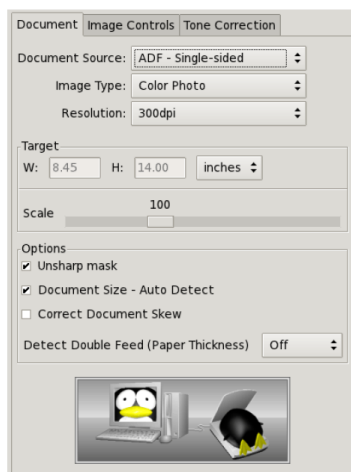 Document Image Controls Tone Correction
Document Source: ADF - Single-sided
Image Type: Color Photo
Resolution: 300dpi
Target
W: 8.45 H: 14.00 inches
100
Scale
Options
Unsharp mask
Document Size - Auto Detect
Correct Document Skew
Detect Double Feed (Paper Thickness) Off